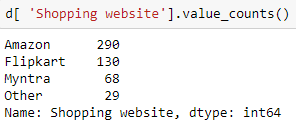 d[ 'Shopping website'].value_counts()
Amazon      290
Flipkart    130
Myntra       68
Other        29
Name: Shopping website, dtype: int64